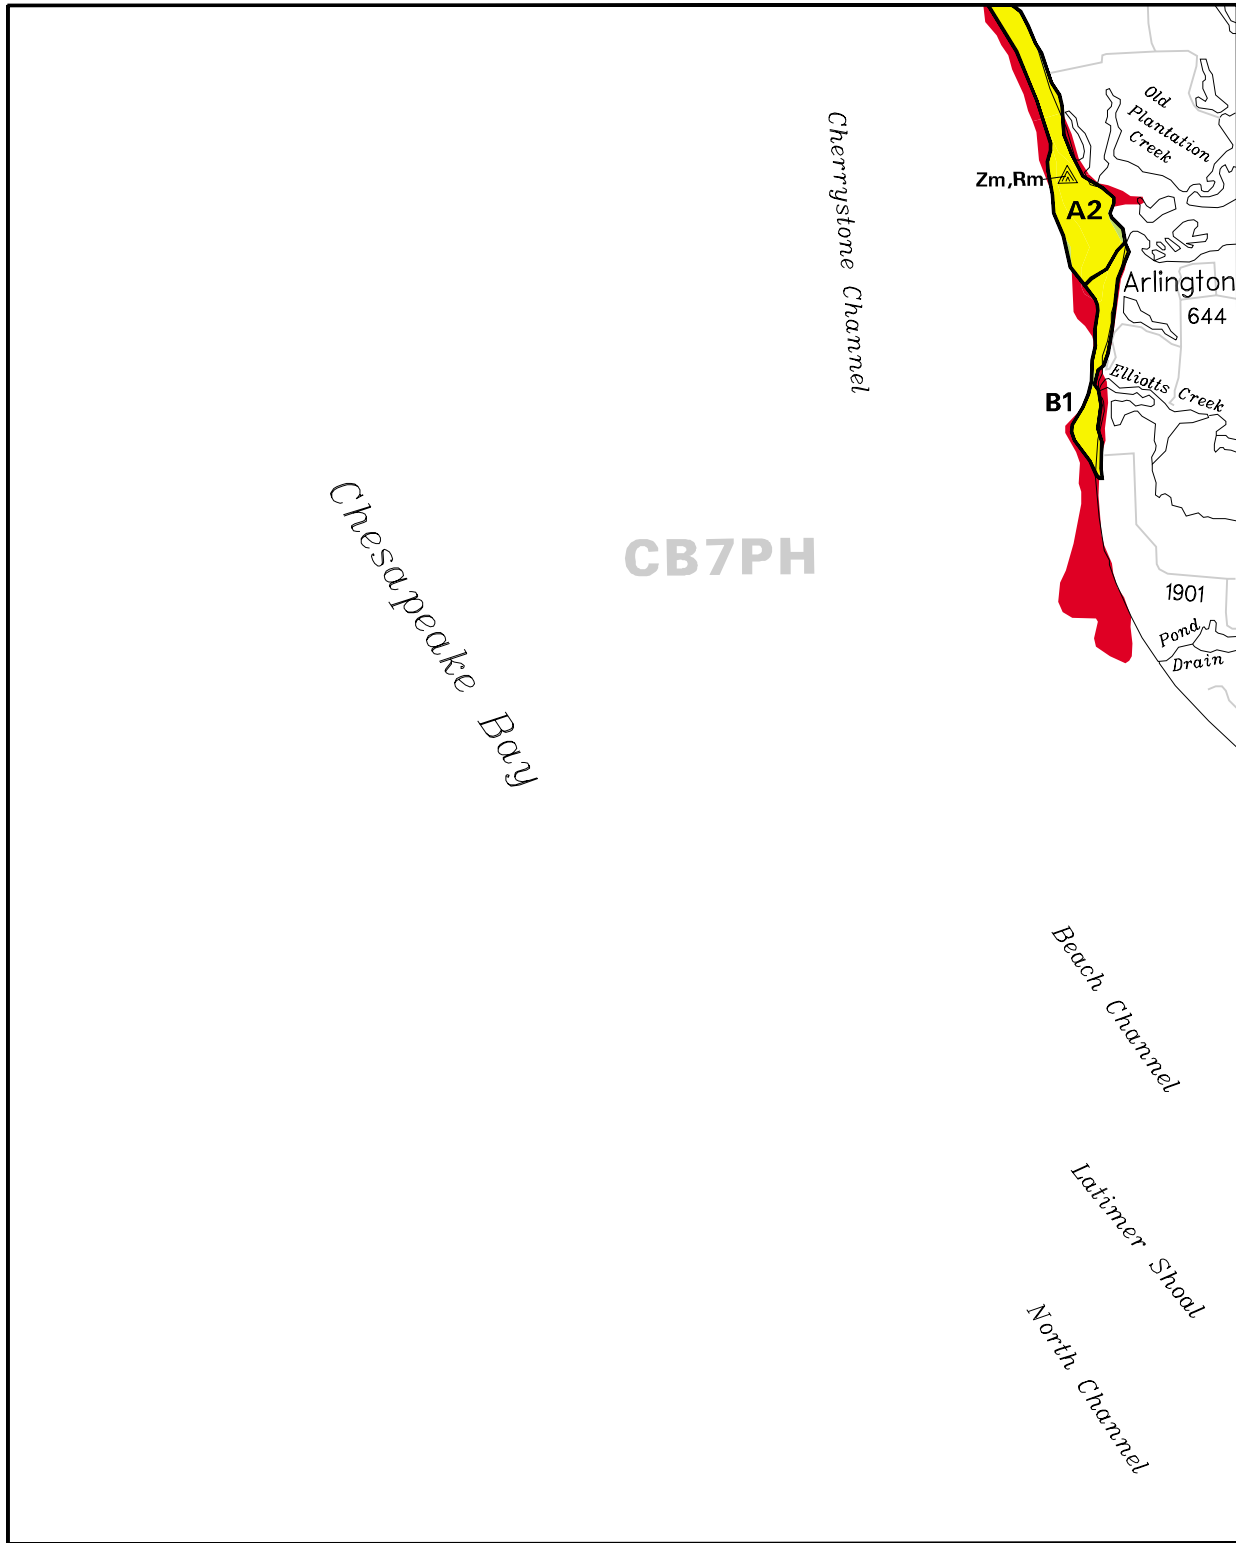 Old
Plantation
Creek
Cherrystone Channel
Zm,Rm
A2
Arlington
644
Elliotts Creek
B1
Chesapeake Bay
CB7PH
1901
Pond
Drain
Beach Channel
Latimer Shoal
North Channel